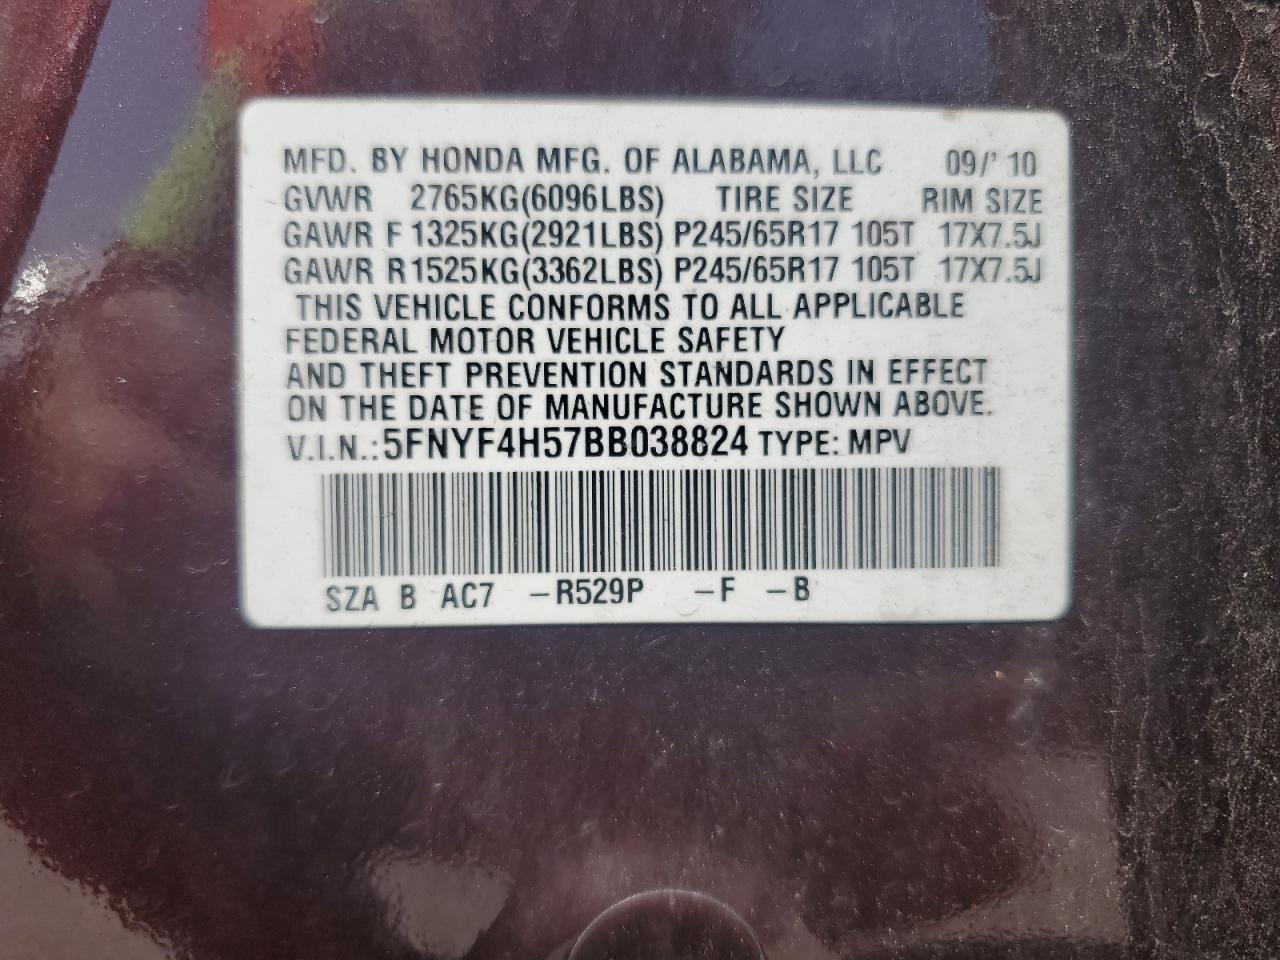 MFD. BY HONDA MFG. OF ALABAMA, LLC 09/'10
GVWR 2765KG(6096LBS) TIRE SIZE RIM SIZE
GAWR F 1325KG(2921LBS) P245/65R17 105T 17X7.5J
GAWR R 1525KG(3362LBS) P245/65R17 105T 17X7.5J
THIS VEHICLE CONFORMS TO ALL APPLICABLE
FEDERAL MOTOR VEHICLE SAFETY
AND THEFT PREVENTION STANDARDS IN EFFECT
ON THE DATE OF MANUFACTURE SHOWN ABOVE.
V.I.N.: 5FNYF4H57BB038824 TYPE: MPV
SZA B AC7 -R529P -F -B